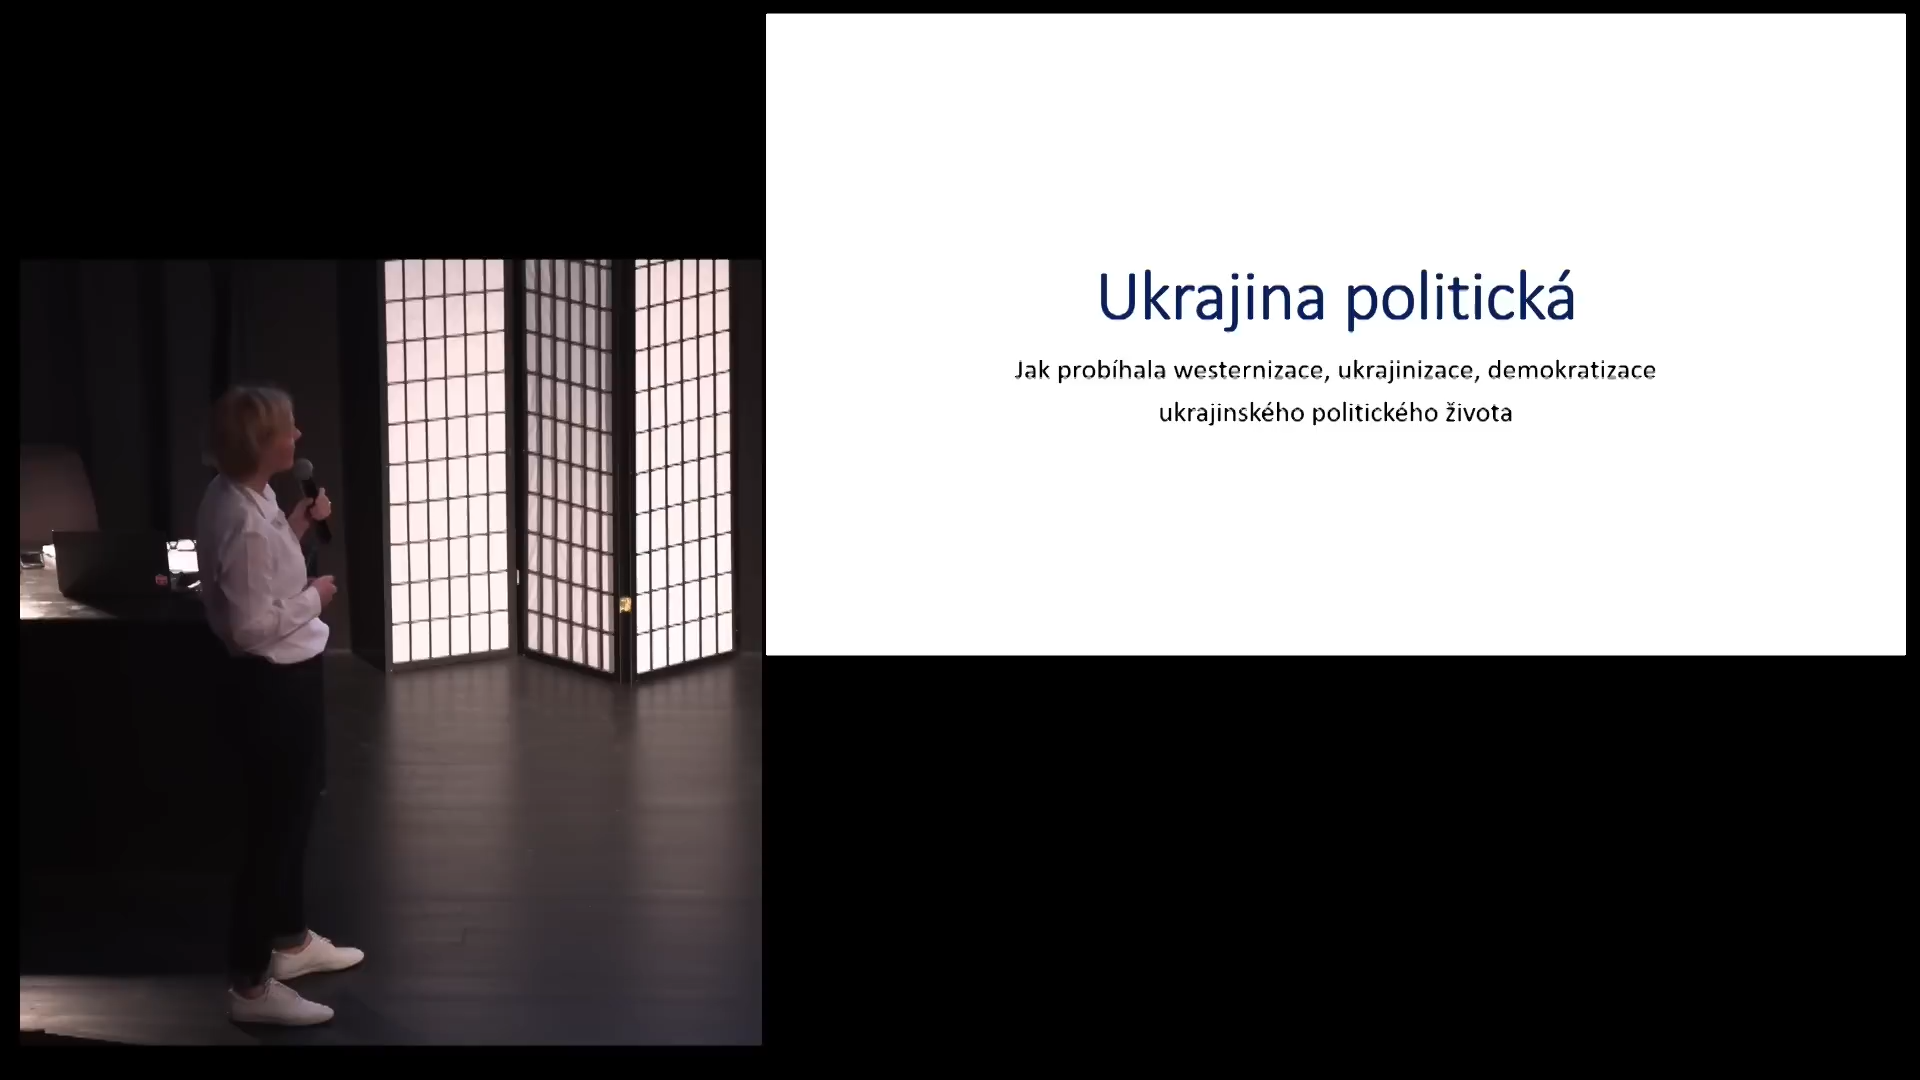 Ukrajina politická
Jak probíhala westernizace, ukrajinizace, demokratizace
ukrajinského politického života